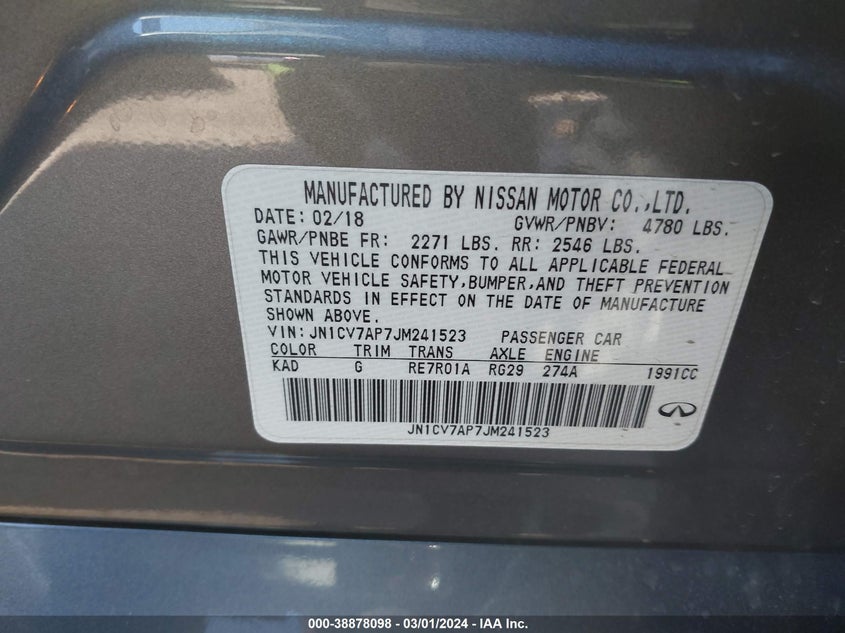 MANUFACTURED BY NISSAN MOTOR CO.,LTD.
DATE: 02/18 GVWR/PNBV: 4780 LBS.
GAWR/PNBE FR: 2271 LBS. RR: 2546 LBS.
THIS VEHICLE CONFORMS TO ALL APPLICABLE FEDERAL
MOTOR VEHICLE SAFETY,BUMPER,AND THEFT PREVENTION
STANDARDS IN EFFECT ON THE DATE OF MANUFACTURE
SHOWN ABOVE.
VIN:JN1CV7AP7JM241523 PASSENGER CAR
COLOR TRIM TRANS AXLE ENGINE
KAD G RE7R01A RG29 274A 1991CC
JN1CV7AP7JM241523
000-38878098 - 03/01/2024 - IAA Inc.